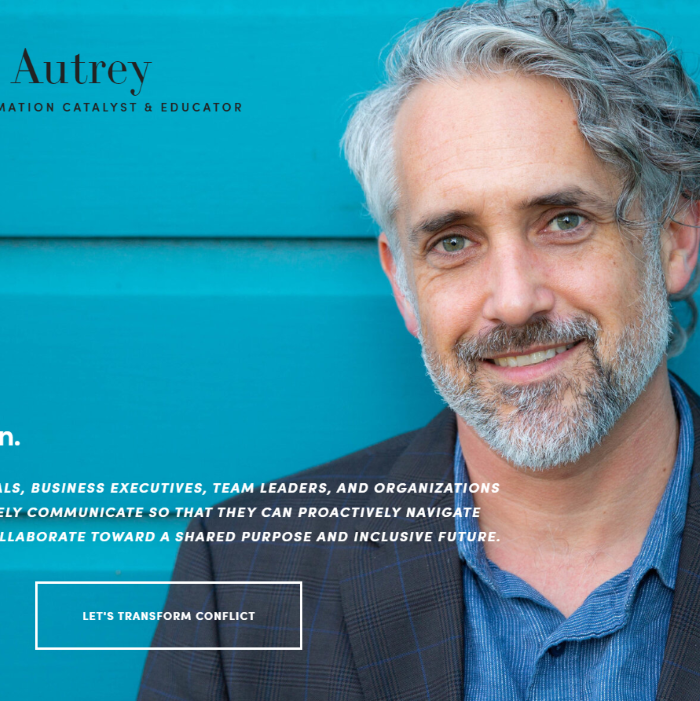 Autrey
MATION CATALYST & EDUCATOR
n.
ALS, BUSINESS EXECUTIVES, TEAM LEADERS, AND ORGANIZATIONS
ELY COMMUNICATE SO THAT THEY CAN PROACTIVELY NAVIGATE
LLABORATE TOWARD A SHARED PURPOSE AND INCLUSIVE FUTURE.
LET'S TRANSFORM CONFLICT